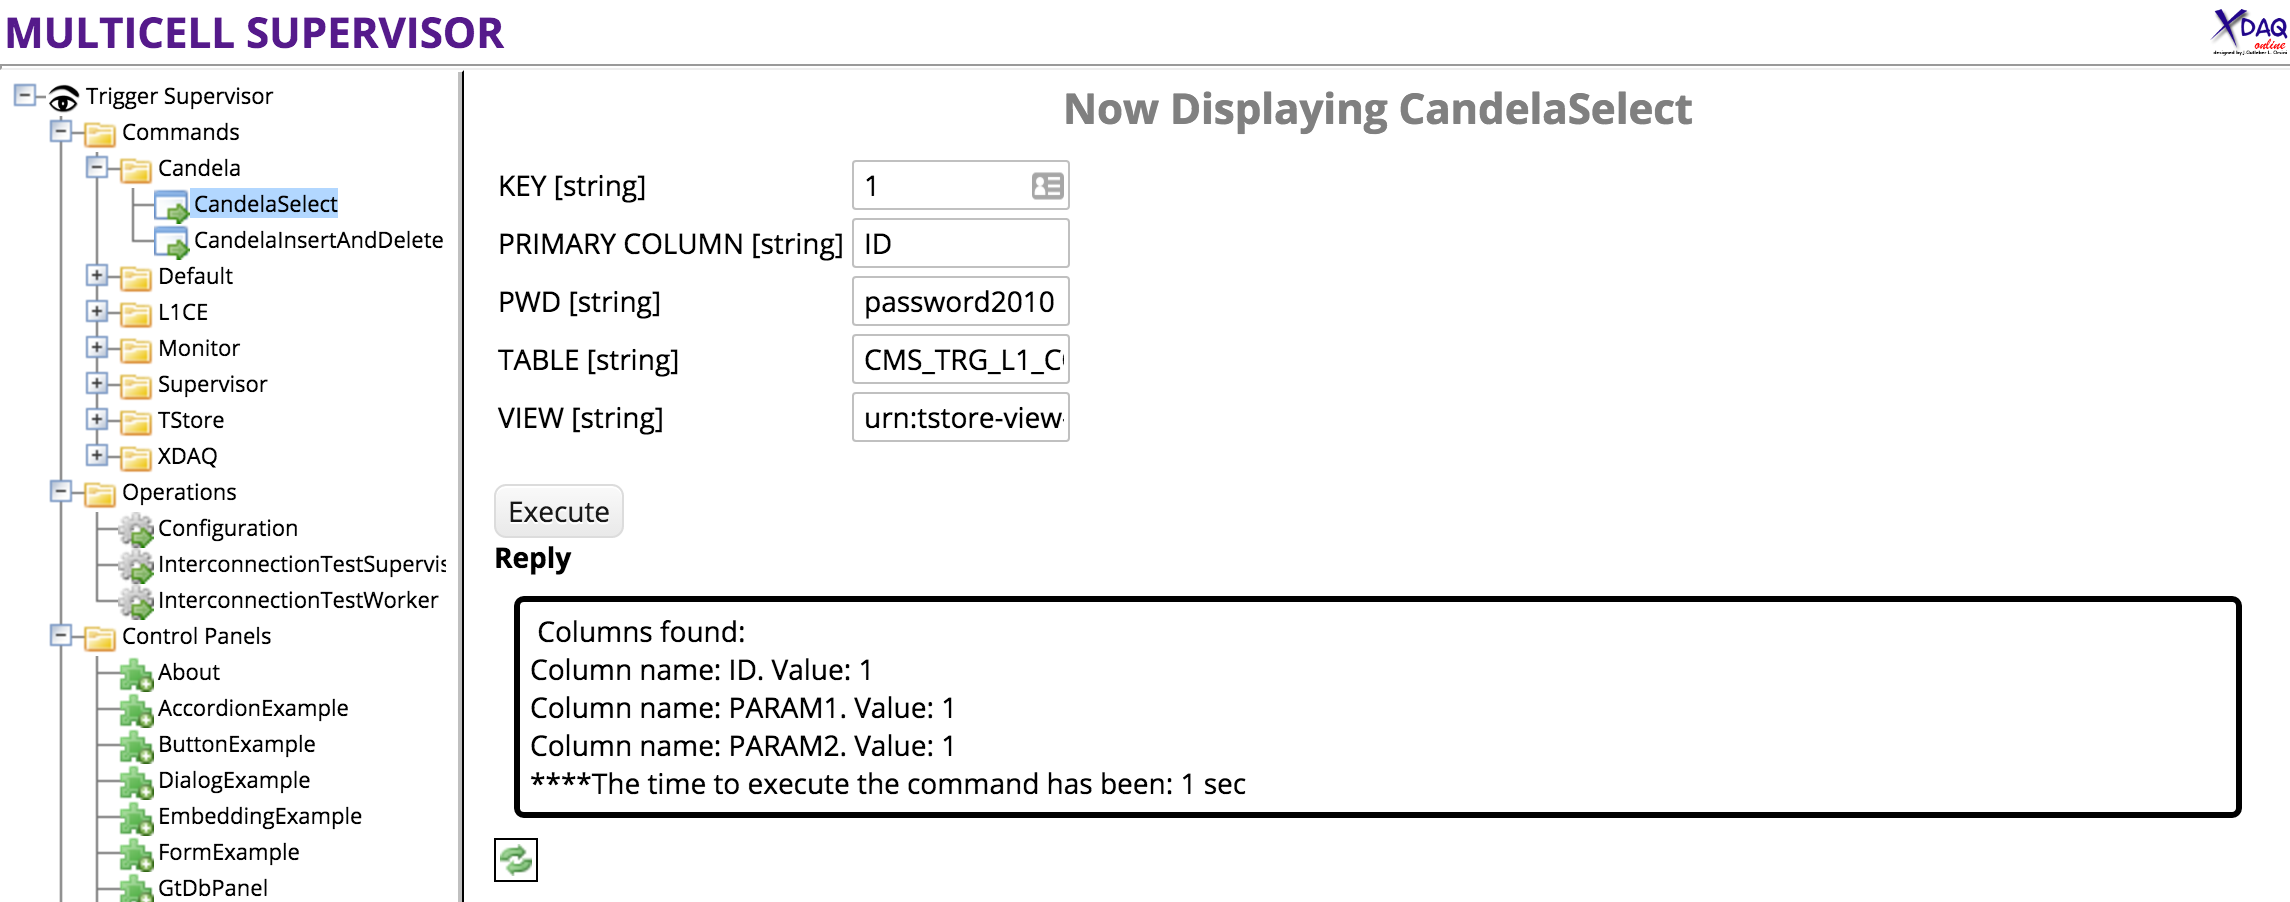 MULTICELL SUPERVISOR
XDAQ
online
Trigger Supervisor
Commands
Candela
CandelaSelect
CandelaInsertAndDelete
Default
L1CE
Monitor
Supervisor
TStore
XDAQ
Operations
Configuration
InterconnectionTestSupervis
InterconnectionTestWorker
Control Panels
About
AccordionExample
ButtonExample
DialogExample
EmbeddingExample
FormExample
GtDbPanel
Now Displaying CandelaSelect
KEY [string] 1
PRIMARY COLUMN [string] ID
PWD [string] password2010
TABLE [string] CMS_TRG_L1_C
VIEW [string] urn:tstore-view
Execute
Reply
Columns found:
Column name: ID. Value: 1
Column name: PARAM1. Value: 1
Column name: PARAM2. Value: 1
****The time to execute the command has been: 1 sec